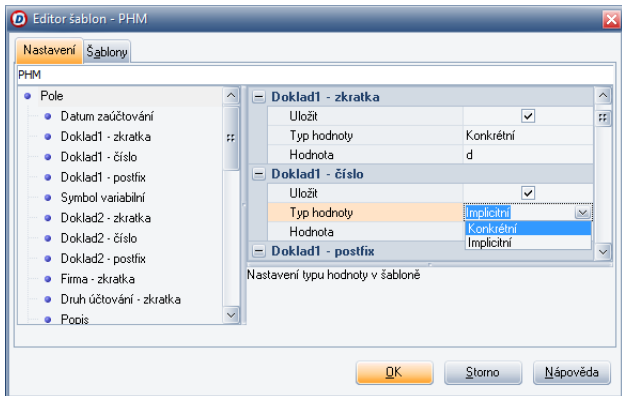 Editor šablon - PHM
Nastavení Šablony
PHM
Pole
Datum zaúčtování
Doklad1 - zkratka
Doklad1 - číslo
Doklad1 - postfix
Symbol variabilní
Doklad2 - zkratka
Doklad2 - číslo
Doklad2 - postfix
Firma - zkratka
Druh účtování - zkratka
Popis
Doklad1 - zkratka
Uložit
Typ hodnoty Konkrétní
Hodnota d
Doklad1 - číslo
Uložit
Typ hodnoty Implicitní
Konkrétní
Hodnota
Implicitní
Doklad1 - postfix
Nastavení typu hodnoty v šabloně
OK Storno Nápověda